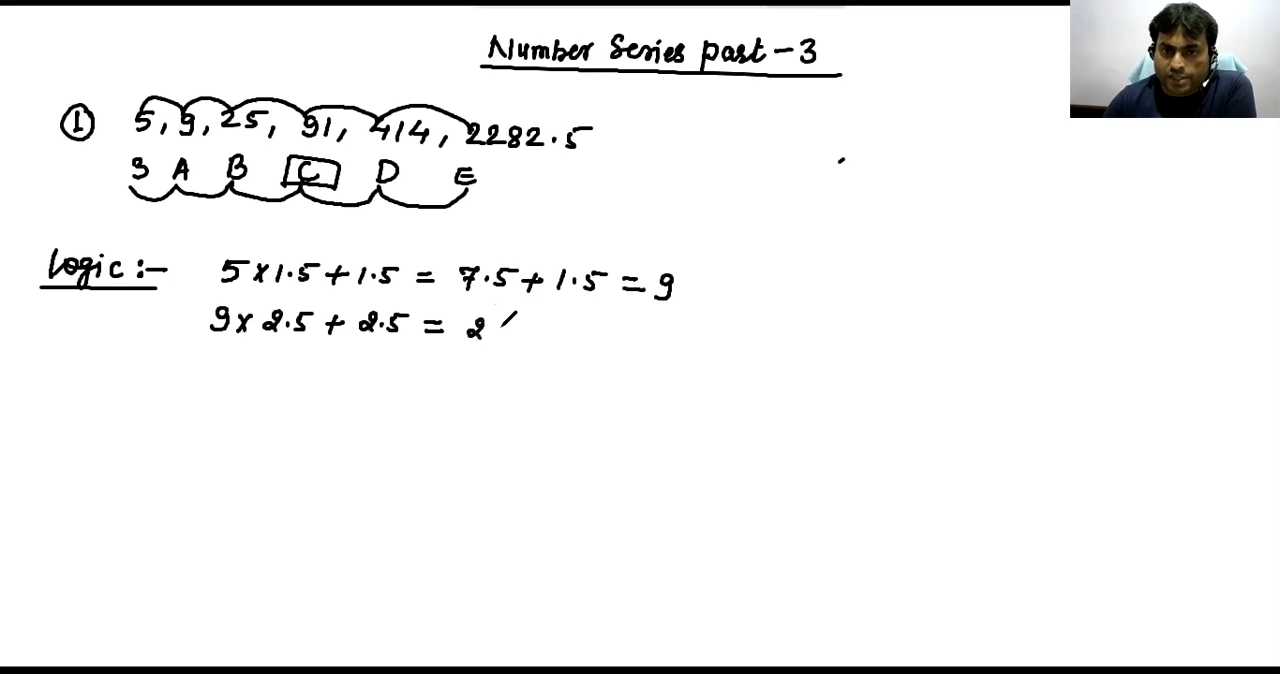 Number Series part-3
① 5, 9, 25, 91, 414, 2282.5
3 A B C D E
Logic :- 5×1.5+1.5 = 7.5+1.5 = 9
9×2.5+2.5 = 2